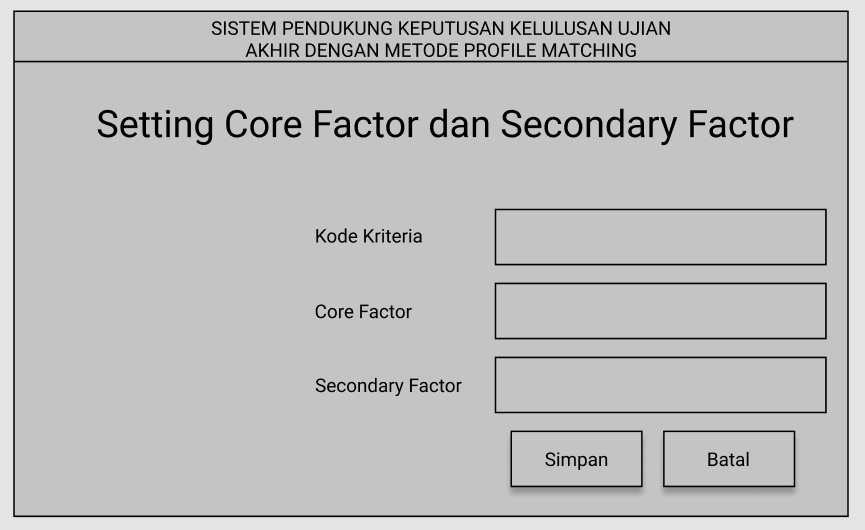 SISTEM PENDUKUNG KEPUTUSAN KELULUSAN UJIAN
AKHIR DENGAN METODE PROFILE MATCHING
Setting Core Factor dan Secondary Factor
Kode Kriteria
Core Factor
Secondary Factor
Simpan
Batal